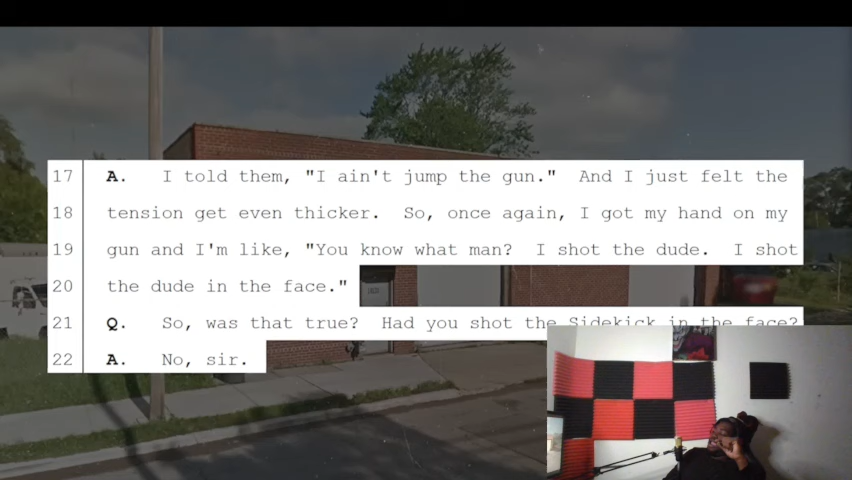 17 A. I told them, "I ain't jump the gun." And I just felt the
18 tension get even thicker. So, once again, I got my hand on my
19 gun and I'm like, "You know what man? I shot the dude. I shot
20 the dude in the face."
21 Q. So, was that true? Had you shot the Sidekick in the face?
22 A. No, sir.